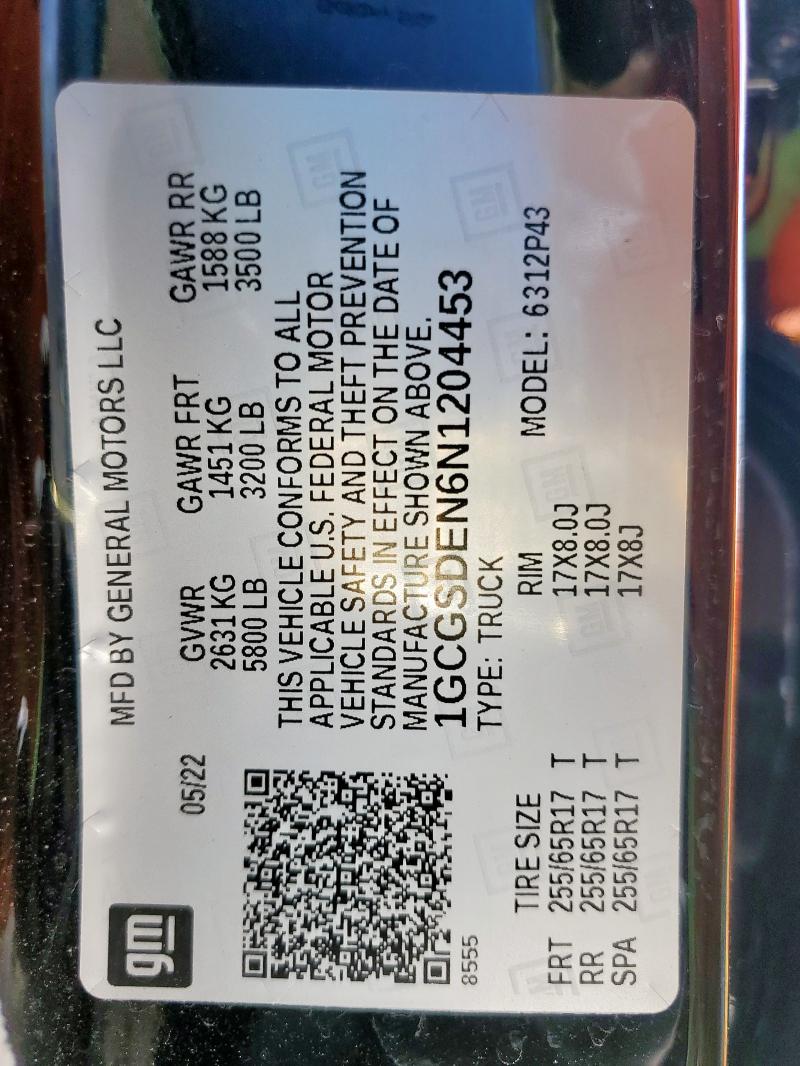 gm
MFD BY GENERAL MOTORS LLC
05/22
GVWR GAWR FRT GAWR RR
2631 KG 1451 KG 1588 KG
5800 LB 3200 LB 3500 LB
THIS VEHICLE CONFORMS TO ALL
APPLICABLE U.S. FEDERAL MOTOR
VEHICLE SAFETY AND THEFT PREVENTION
STANDARDS IN EFFECT ON THE DATE OF
MANUFACTURE SHOWN ABOVE.
1GCGSDEN6N1204453
8555
TYPE: TRUCK
MODEL: 6312P43
TIRE SIZE RIM
FRT 255/65R17 T 17X8.0J
RR 255/65R17 T 17X8.0J
SPA 255/65R17 T 17X8J